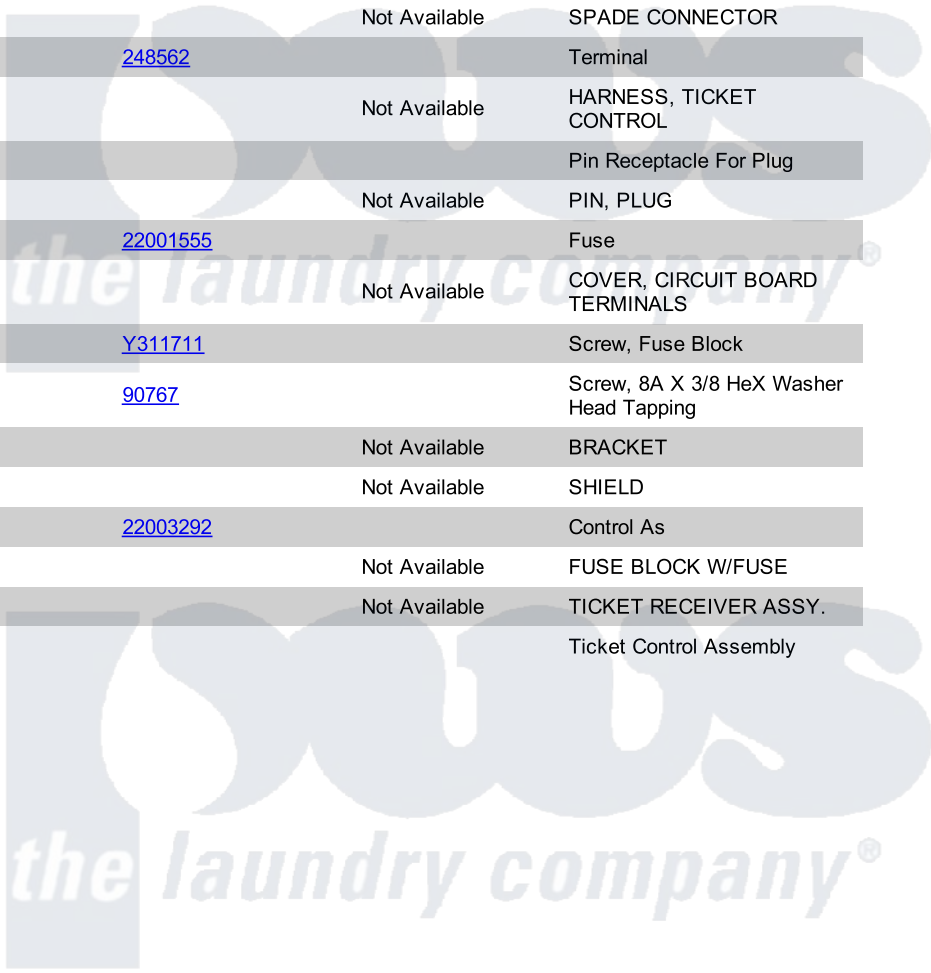 Not Available SPADE CONNECTOR
248562 Terminal
Not Available HARNESS, TICKET
CONTROL
Pin Receptacle For Plug
Not Available PIN, PLUG
22001555 Fuse
Not Available COVER, CIRCUIT BOARD
TERMINALS
Y311711 Screw, Fuse Block
90767 Screw, 8A X 3/8 HeX Washer
Head Tapping
Not Available BRACKET
Not Available SHIELD
22003292 Control As
Not Available FUSE BLOCK W/FUSE
Not Available TICKET RECEIVER ASSY.
Ticket Control Assembly
pws
the laundry company®
pws
the laundry company®